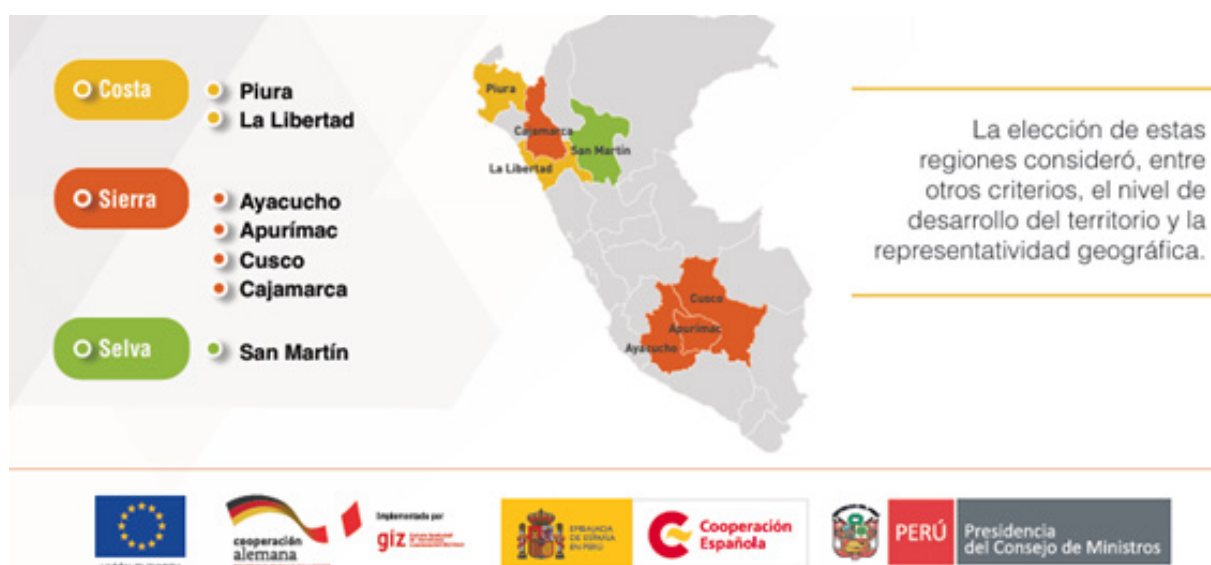 Costa
Piura
La Libertad
Sierra
Ayacucho
Apurímac
Cusco
Cajamarca
Selva
San Martín
Piura
Cajamarca
San Martín
La Libertad
Cusco
Apurímac
Ayacucho
La elección de estas
regiones consideró, entre
otros criterios, el nivel de
desarrollo del territorio y la
representatividad geográfica.
cooperación
alemana
Implementada por
giz
EMBAJADA
DE ESPAÑA
EN PERÚ
Cooperación
Española
PERÚ
Presidencia
del Consejo de Ministros